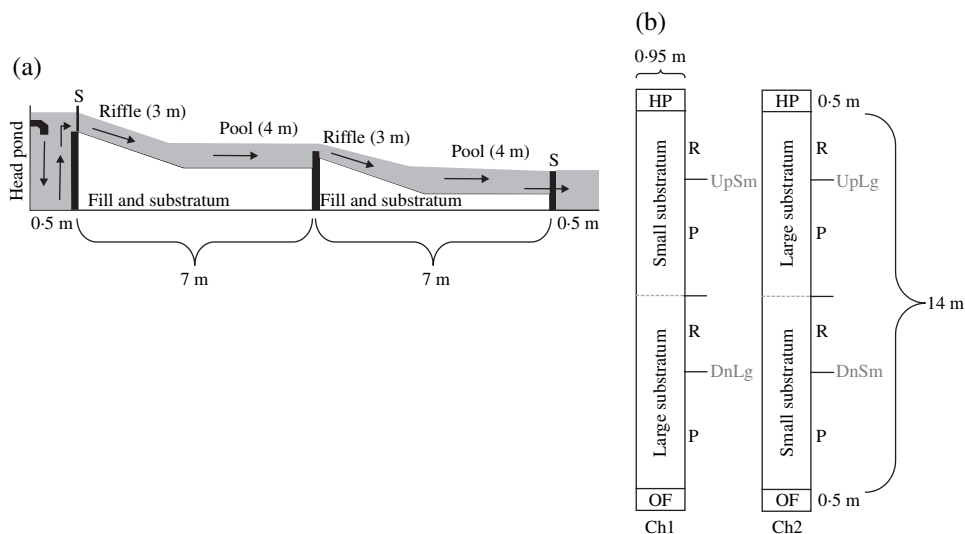 (a)
S
Riffle (3 m)
Pool (4 m)
Riffle (3 m)
Pool (4 m)
S
Head pond
Fill and substratum
Fill and substratum
0·5 m
0·5 m
7 m
7 m
(b)
0·95 m
HP
HP
0·5 m
Small substratum
R
UpSm
P
Large substratum
R
UpLg
P
14 m
Large substratum
R
DnLg
P
Small substratum
R
DnSm
P
OF
OF
0·5 m
Ch1
Ch2